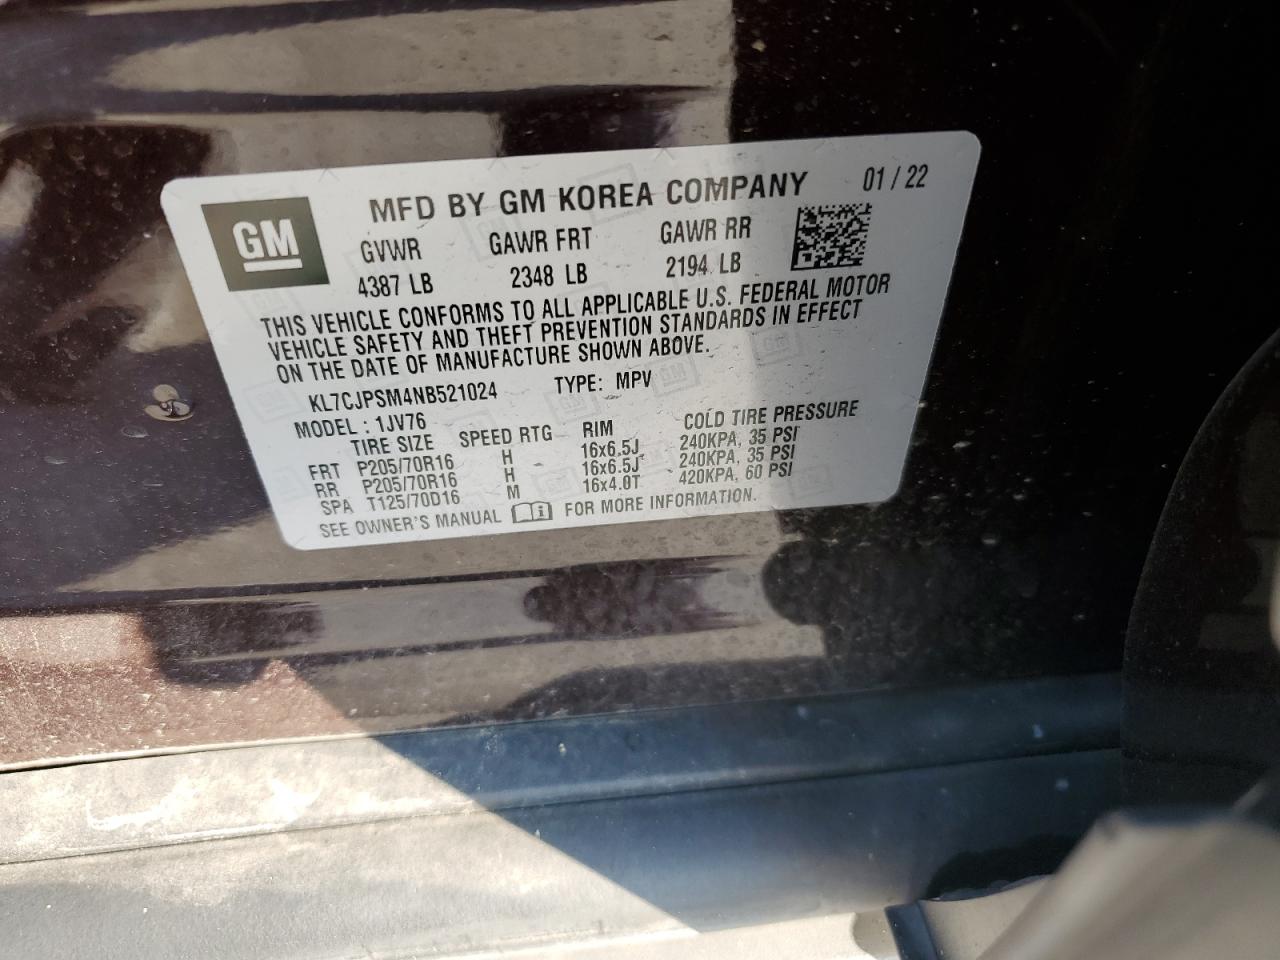 MFD BY GM KOREA COMPANY 01 / 22
GM
GVWR GAWR FRT GAWR RR
4387 LB 2348 LB 2194 LB
THIS VEHICLE CONFORMS TO ALL APPLICABLE U.S. FEDERAL MOTOR
VEHICLE SAFETY AND THEFT PREVENTION STANDARDS IN EFFECT
ON THE DATE OF MANUFACTURE SHOWN ABOVE.
KL7CJPSM4NB521024 TYPE: MPV
MODEL : 1JV76
TIRE SIZE SPEED RTG RIM COLD TIRE PRESSURE
FRT P205/70R16 H 16x6.5J 240KPA, 35 PSI
RR P205/70R16 H 16x6.5J 240KPA, 35 PSI
SPA T125/70D16 M 16x4.0T 420KPA, 60 PSI
SEE OWNER'S MANUAL FOR MORE INFORMATION.